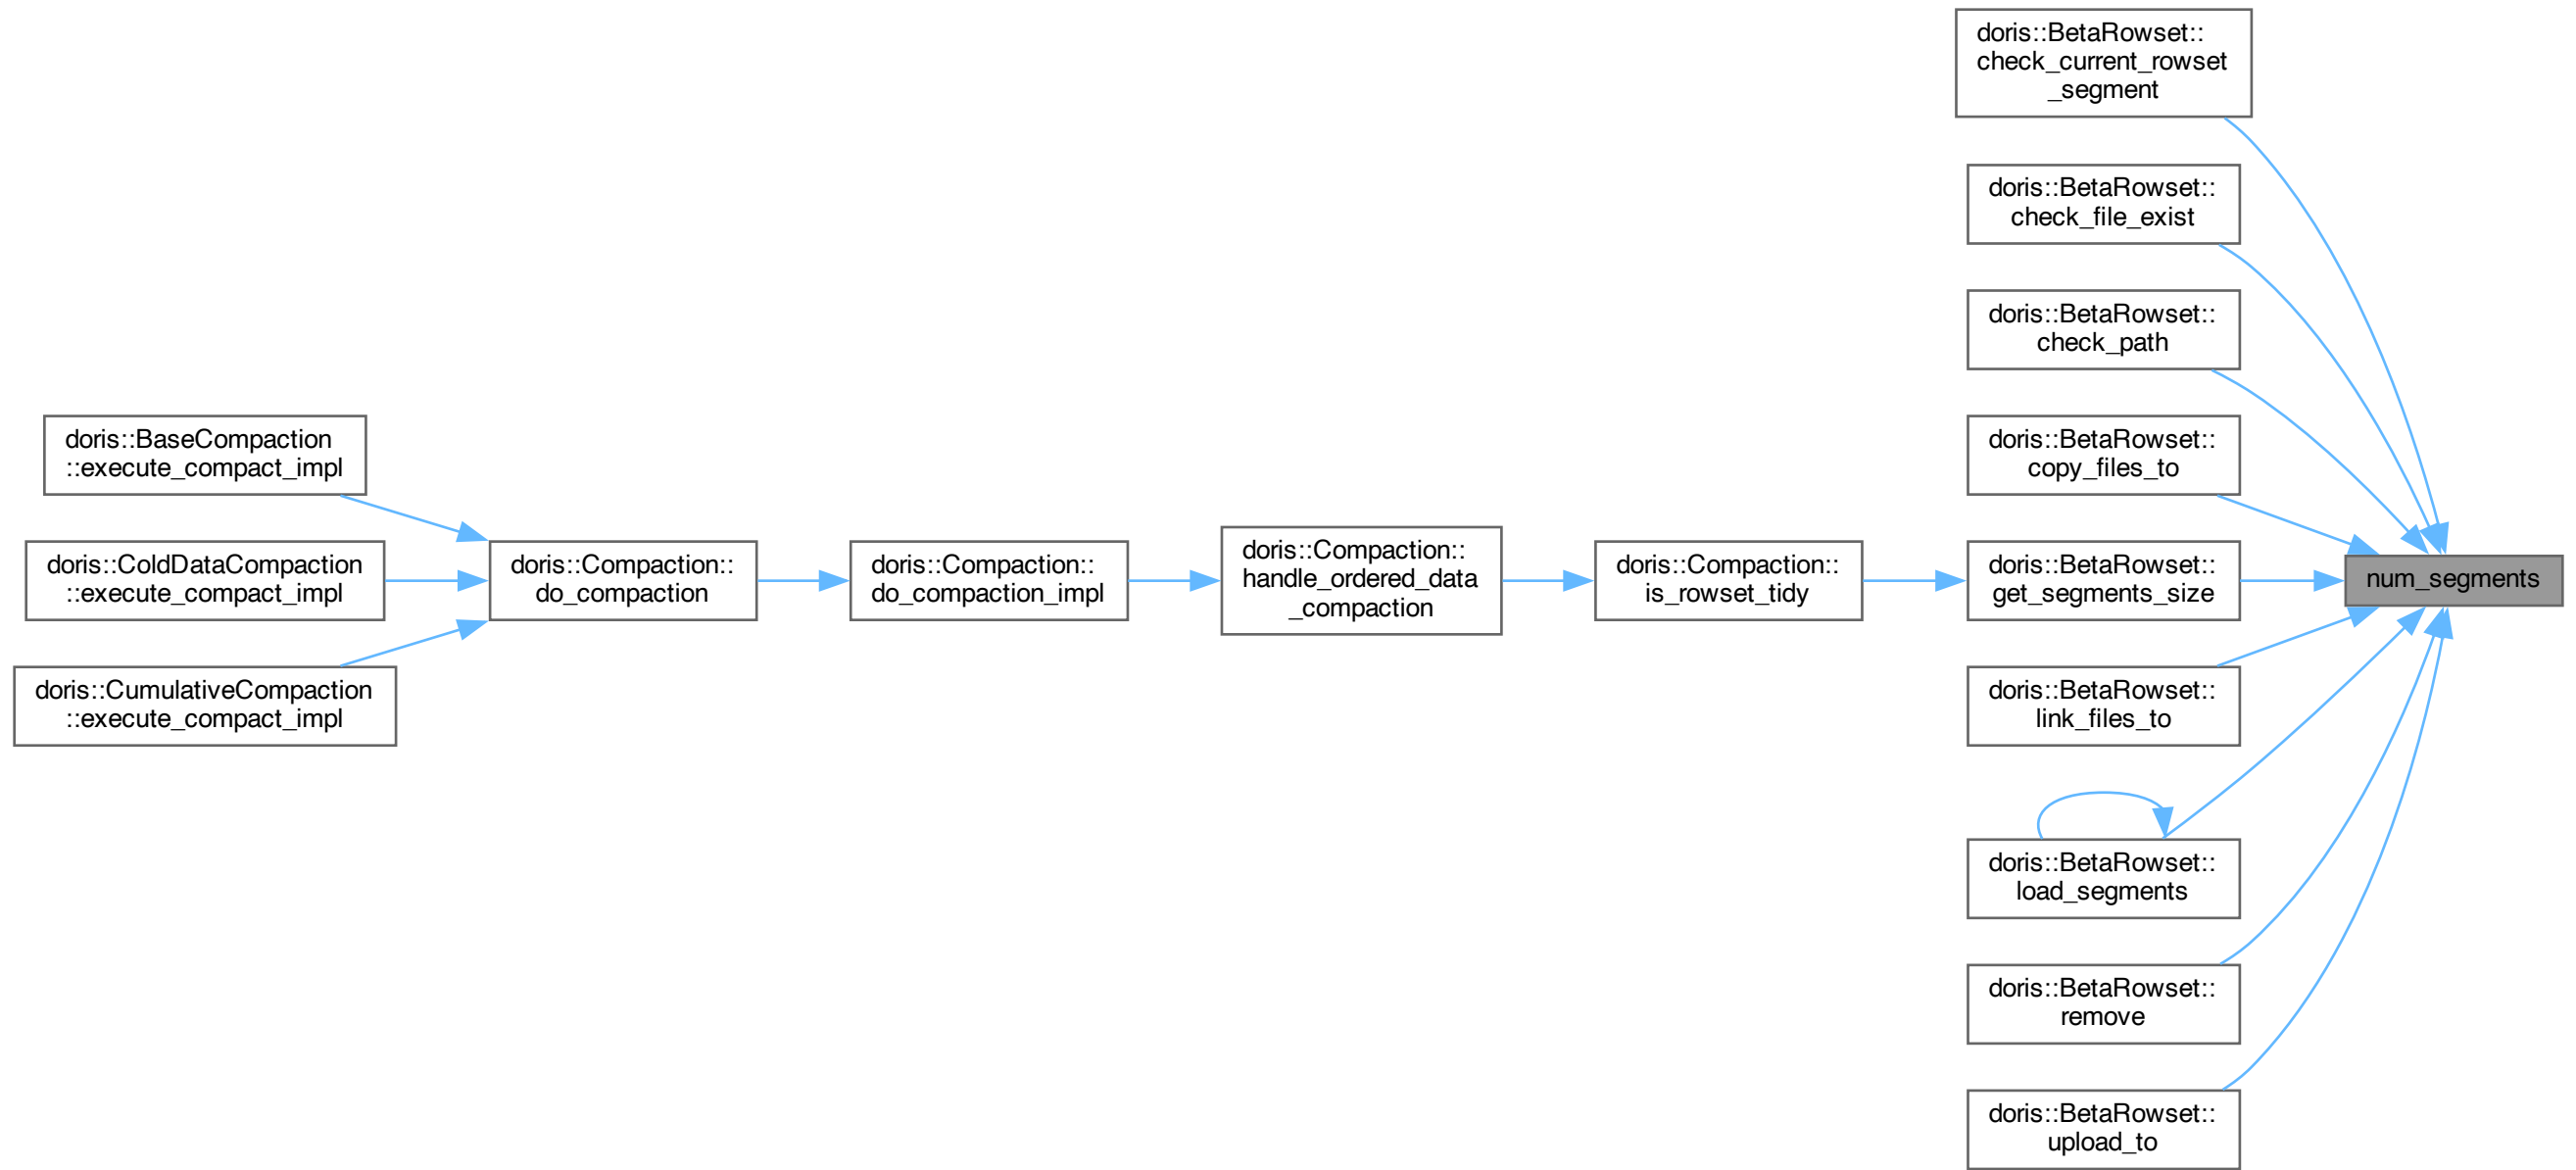 doris::BetaRowset::
check_current_rowset
_segment
doris::BetaRowset::
check_file_exist
doris::BetaRowset::
check_path
doris::BaseCompaction
::execute_compact_impl
doris::ColdDataCompaction
::execute_compact_impl
doris::CumulativeCompaction
::execute_compact_impl
doris::Compaction::
do_compaction
doris::Compaction::
do_compaction_impl
doris::Compaction::
handle_ordered_data
_compaction
doris::Compaction::
is_rowset_tidy
doris::BetaRowset::
copy_files_to
doris::BetaRowset::
get_segments_size
num_segments
doris::BetaRowset::
link_files_to
doris::BetaRowset::
load_segments
doris::BetaRowset::
remove
doris::BetaRowset::
upload_to